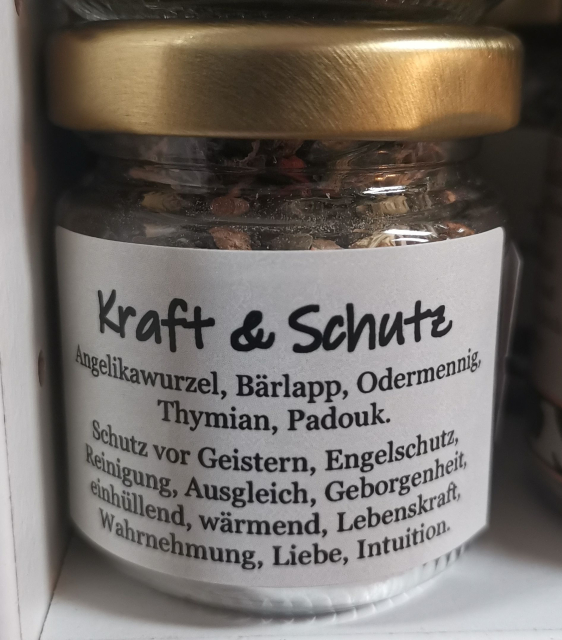 Kraft & Schutz
Angelikawurzel, Bärlapp, Odermennig,
Thymian, Padouk.
Schutz vor Geistern, Engelschutz,
Reinigung, Ausgleich, Geborgenheit,
einhüllend, wärmend, Lebenskraft,
Wahrnehmung, Liebe, Intuition.